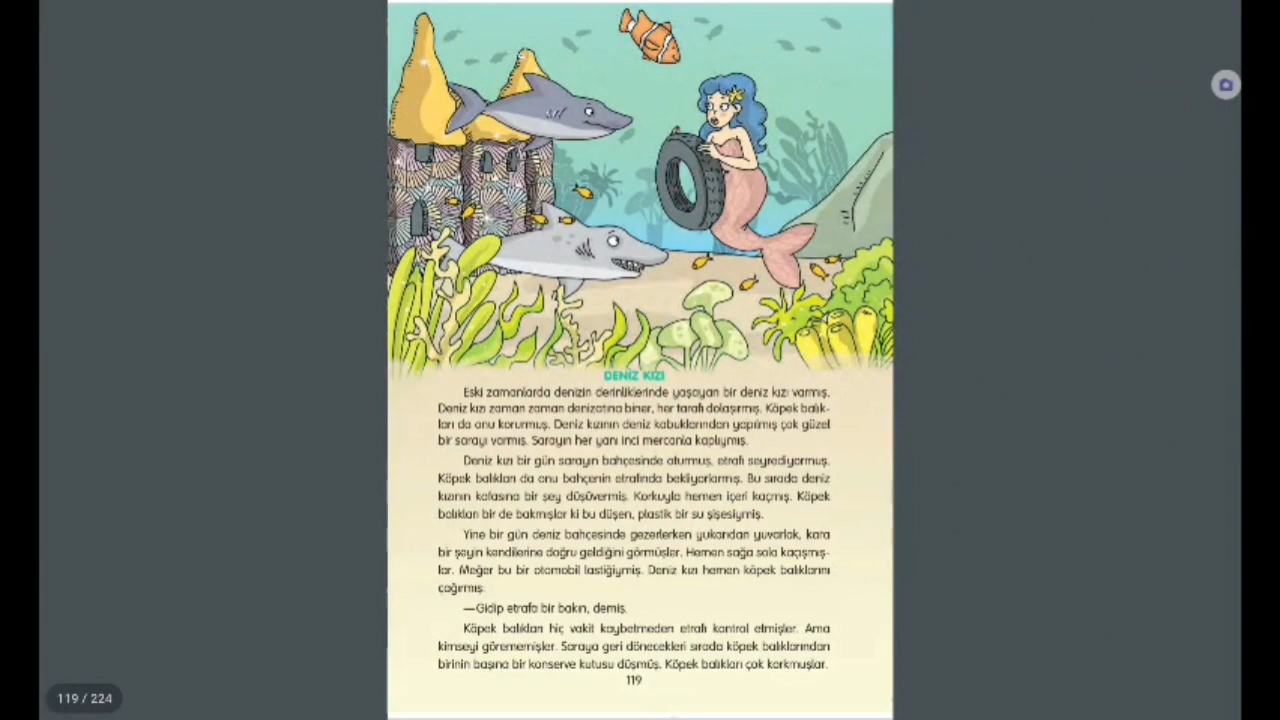 DENİZ KIZI
Eski zamanlarda denizin derinliklerinde yaşayan bir deniz kızı varmış.
Deniz kızı zaman zaman denizatına biner, her tarafı dolaşırmış. Köpek balık-
ları da onu korurmuş. Deniz kızının deniz kabuklarından yapılmış çok güzel
bir sarayı varmış. Sarayın her yanı inci mercanla kaplıymış.
Deniz kızı bir gün sarayın bahçesinde oturmuş, etrafı seyrediyormuş.
Köpek balıkları da onu bahçenin etrafında bekliyorlarmış. Bu sırada deniz
kızının kafasına bir şey düşüvermiş. Korkuyla hemen içeri kaçmış. Köpek
balıkları bir de bakmışlar ki bu düşen, plastik bir su şişesiymiş.
Yine bir gün deniz bahçesinde gezerlerken yukarıdan yuvarlak, kara
bir şeyin kendilerine doğru geldiğini görmüşler. Hemen sağa sola kaçışmış-
lar. Meğer bu bir otomobil lastiğiymiş. Deniz kızı hemen köpek balıklarını
çağırmış.
—Gidip etrafa bir bakın, demiş.
Köpek balıkları hiç vakit kaybetmeden etrafı kontrol etmişler. Ama
kimseyi görememişler. Saraya geri dönecekleri sırada köpek balıklarından
birinin başına bir konserve kutusu düşmüş. Köpek balıkları çok korkmuşlar.
119
119 / 224